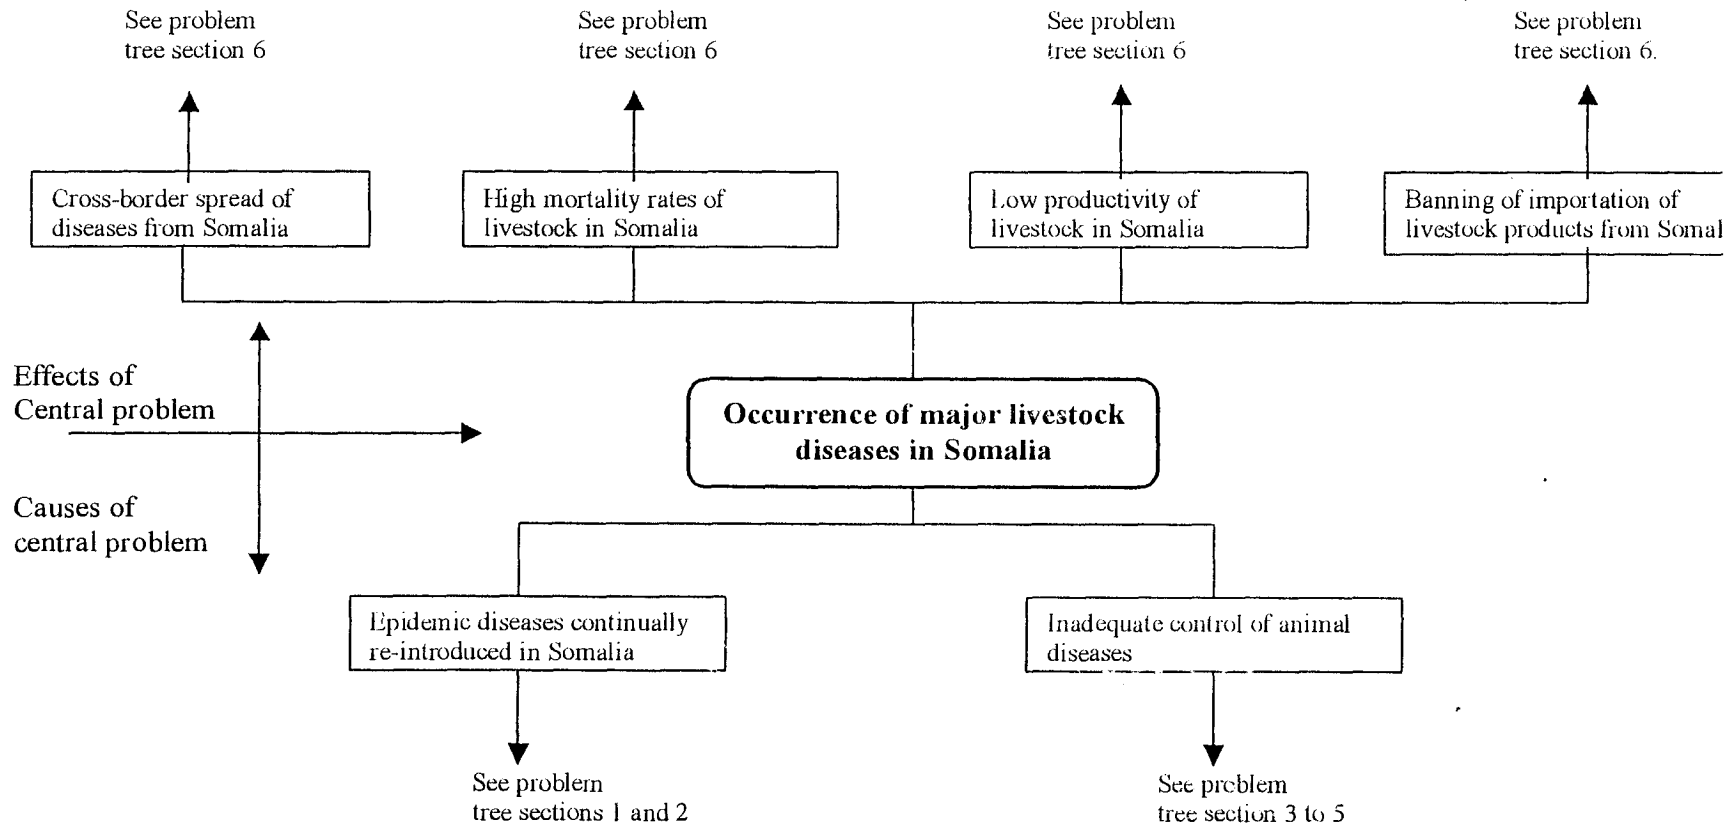 See problem
tree section 6
See problem
tree section 6
See problem
tree section 6
See problem
tree section 6.
Cross-border spread of
diseases from Somalia
High mortality rates of
livestock in Somalia
Low productivity of
livestock in Somalia
Banning of importation of
livestock products from Somal
Effects of
Central problem
Occurrence of major livestock
diseases in Somalia
Causes of
central problem
Epidemic diseases continually
re-introduced in Somalia
Inadequate control of animal
diseases
See problem
tree sections 1 and 2
See problem
tree section 3 to 5